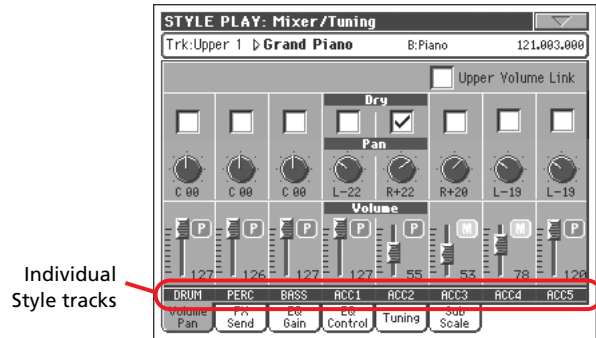 STYLE PLAY: Mixer/Tuning
Trk:Upper 1 Grand Piano B:Piano 121.003.000
Upper Volume Link
Dry
Pan
C 00 C 00 C 00 L-22 R+22 R+20 L-19 L-19
Volume
P P P P P M M P
127 126 127 127 55 53 78 120
Individual
Style tracks
DRUM PERC BASS ACC1 ACC2 ACC3 ACC4 ACC5
Volume Pan
FX Send
EQ Gain
EQ Control
Tuning
Sub Scale